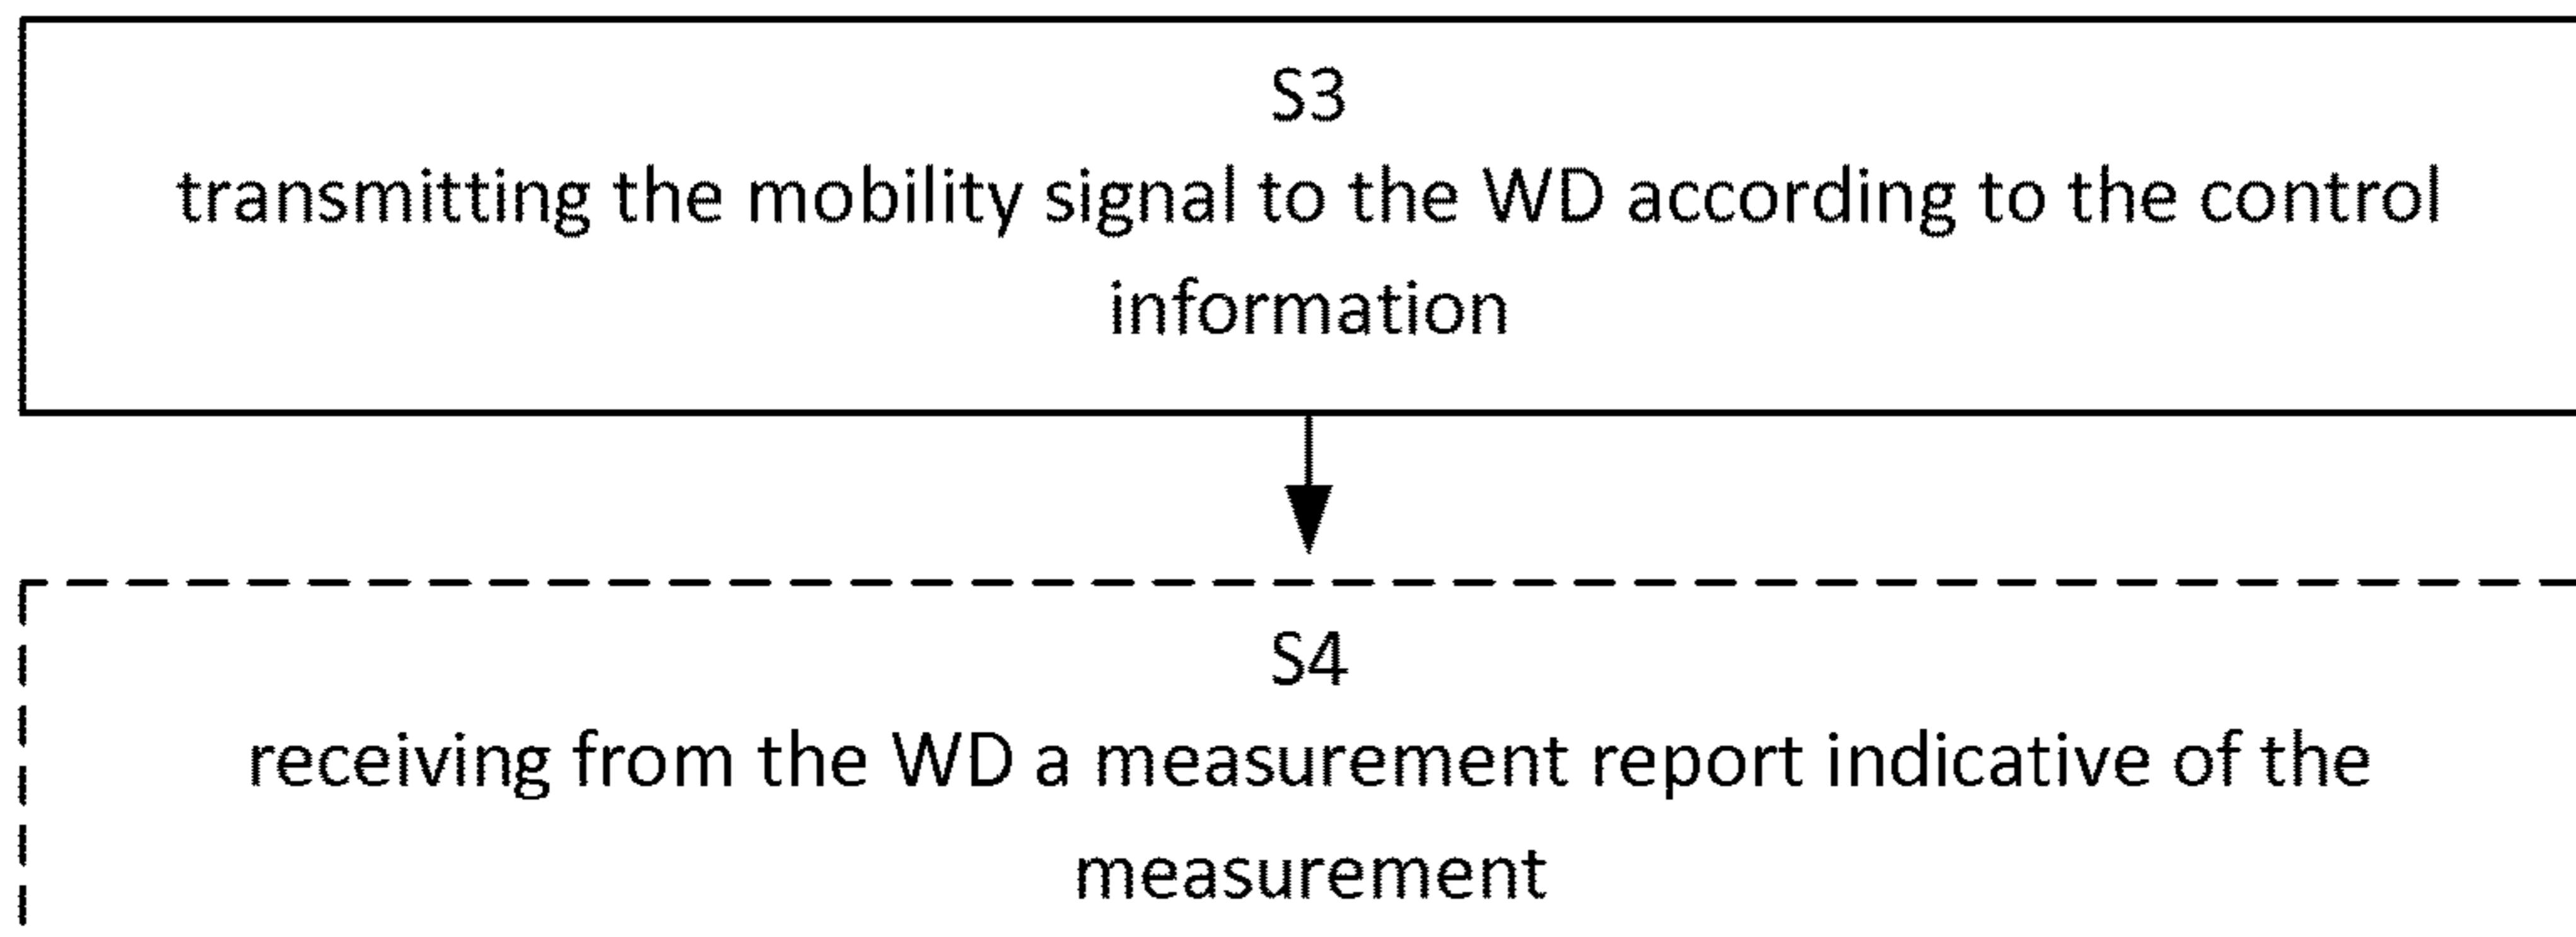 S3
transmitting the mobility signal to the WD according to the control
information
S4
receiving from the WD a measurement report indicative of the
measurement